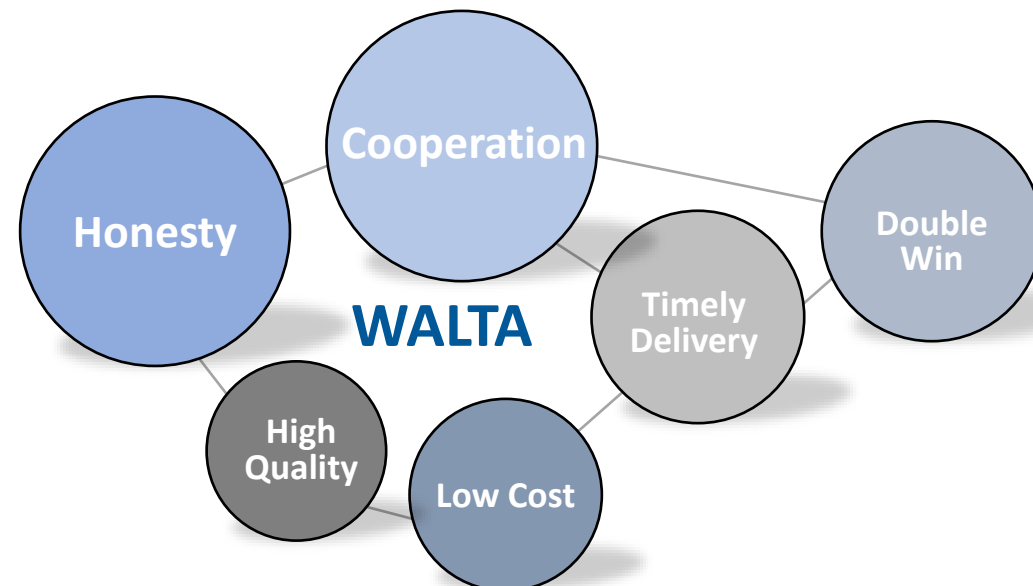 Cooperation
Honesty
Double
Win
Timely
Delivery
WALTA
High
Quality
Low Cost